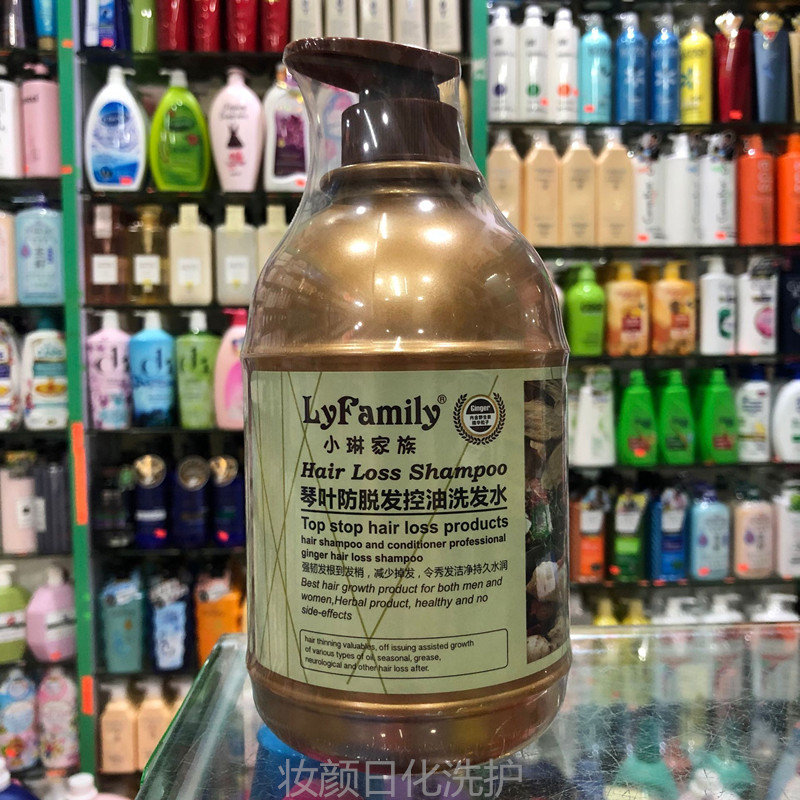 LyFamily®
小琳家族
Ginger
Hair Loss Shampoo
琴叶防脱发控油洗发水
Top stop hair loss products
hair shampoo and conditioner professional
ginger hair loss shampoo
强韧发根到发梢，减少掉发，令秀发洁净持久水润
Best hair growth product for both men and
women,Herbal product, healthy and no
side-effects
hair thinning valuables, off issuing assisted growth
of various types of oil, seasonal, grease,
neurological and other hair loss after.
妆颜日化洗护